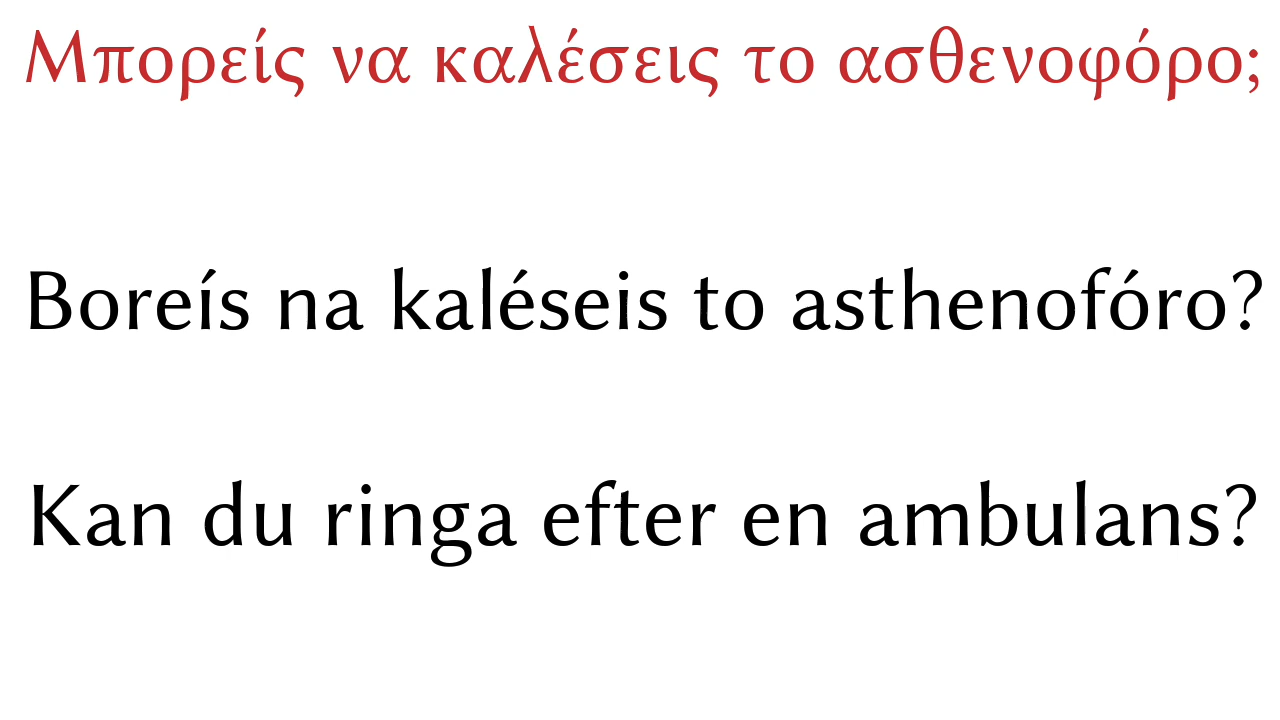 Μπορείς να καλέσεις το ασθενοφόρο;
Boreís na kaléseis to asthenofóro?
Kan du ringa efter en ambulans?